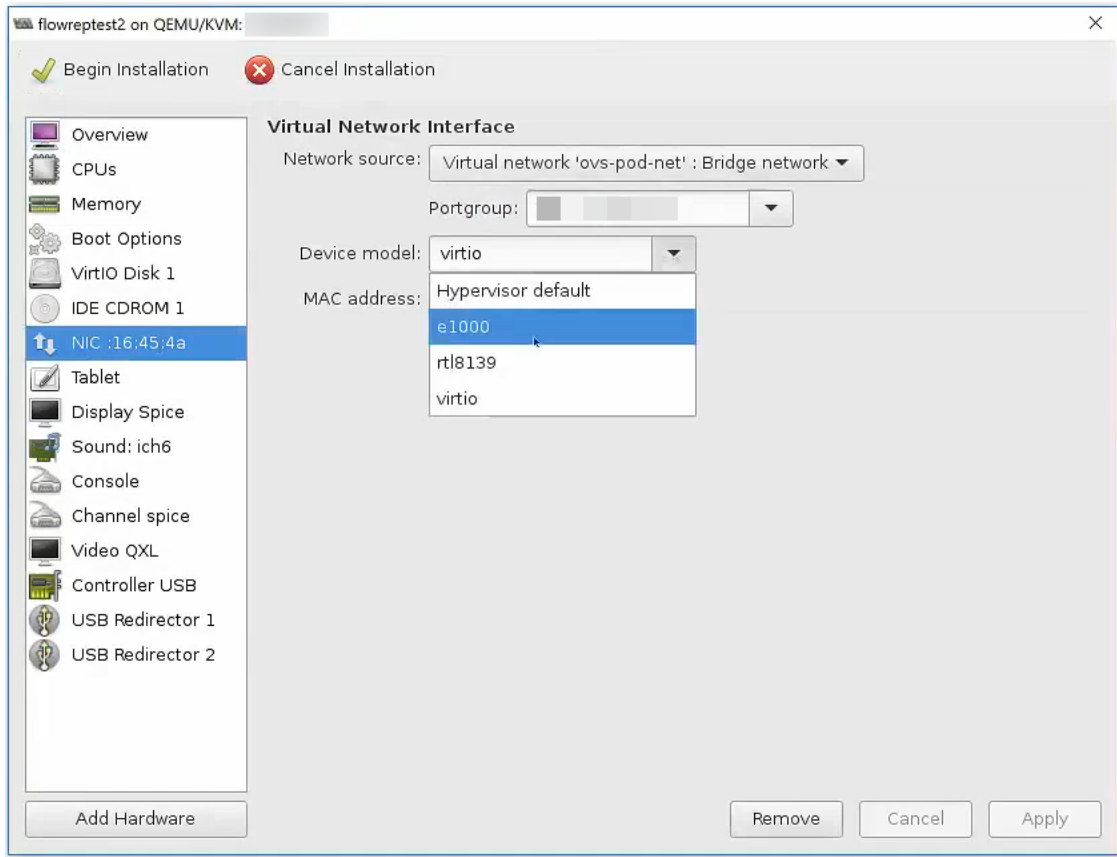 flowreptest2 on QEMU/KVM:
Begin Installation
Cancel Installation
Overview
CPUs
Memory
Boot Options
VirtIO Disk 1
IDE CDROM 1
NIC :16:45:4a
Tablet
Display Spice
Sound: ich6
Console
Channel spice
Video QXL
Controller USB
USB Redirector 1
USB Redirector 2
Add Hardware
Virtual Network Interface
Network source: Virtual network 'ovs-pod-net' : Bridge network
Portgroup:
Device model: virtio
MAC address:
Hypervisor default
e1000
rtl8139
virtio
Remove
Cancel
Apply